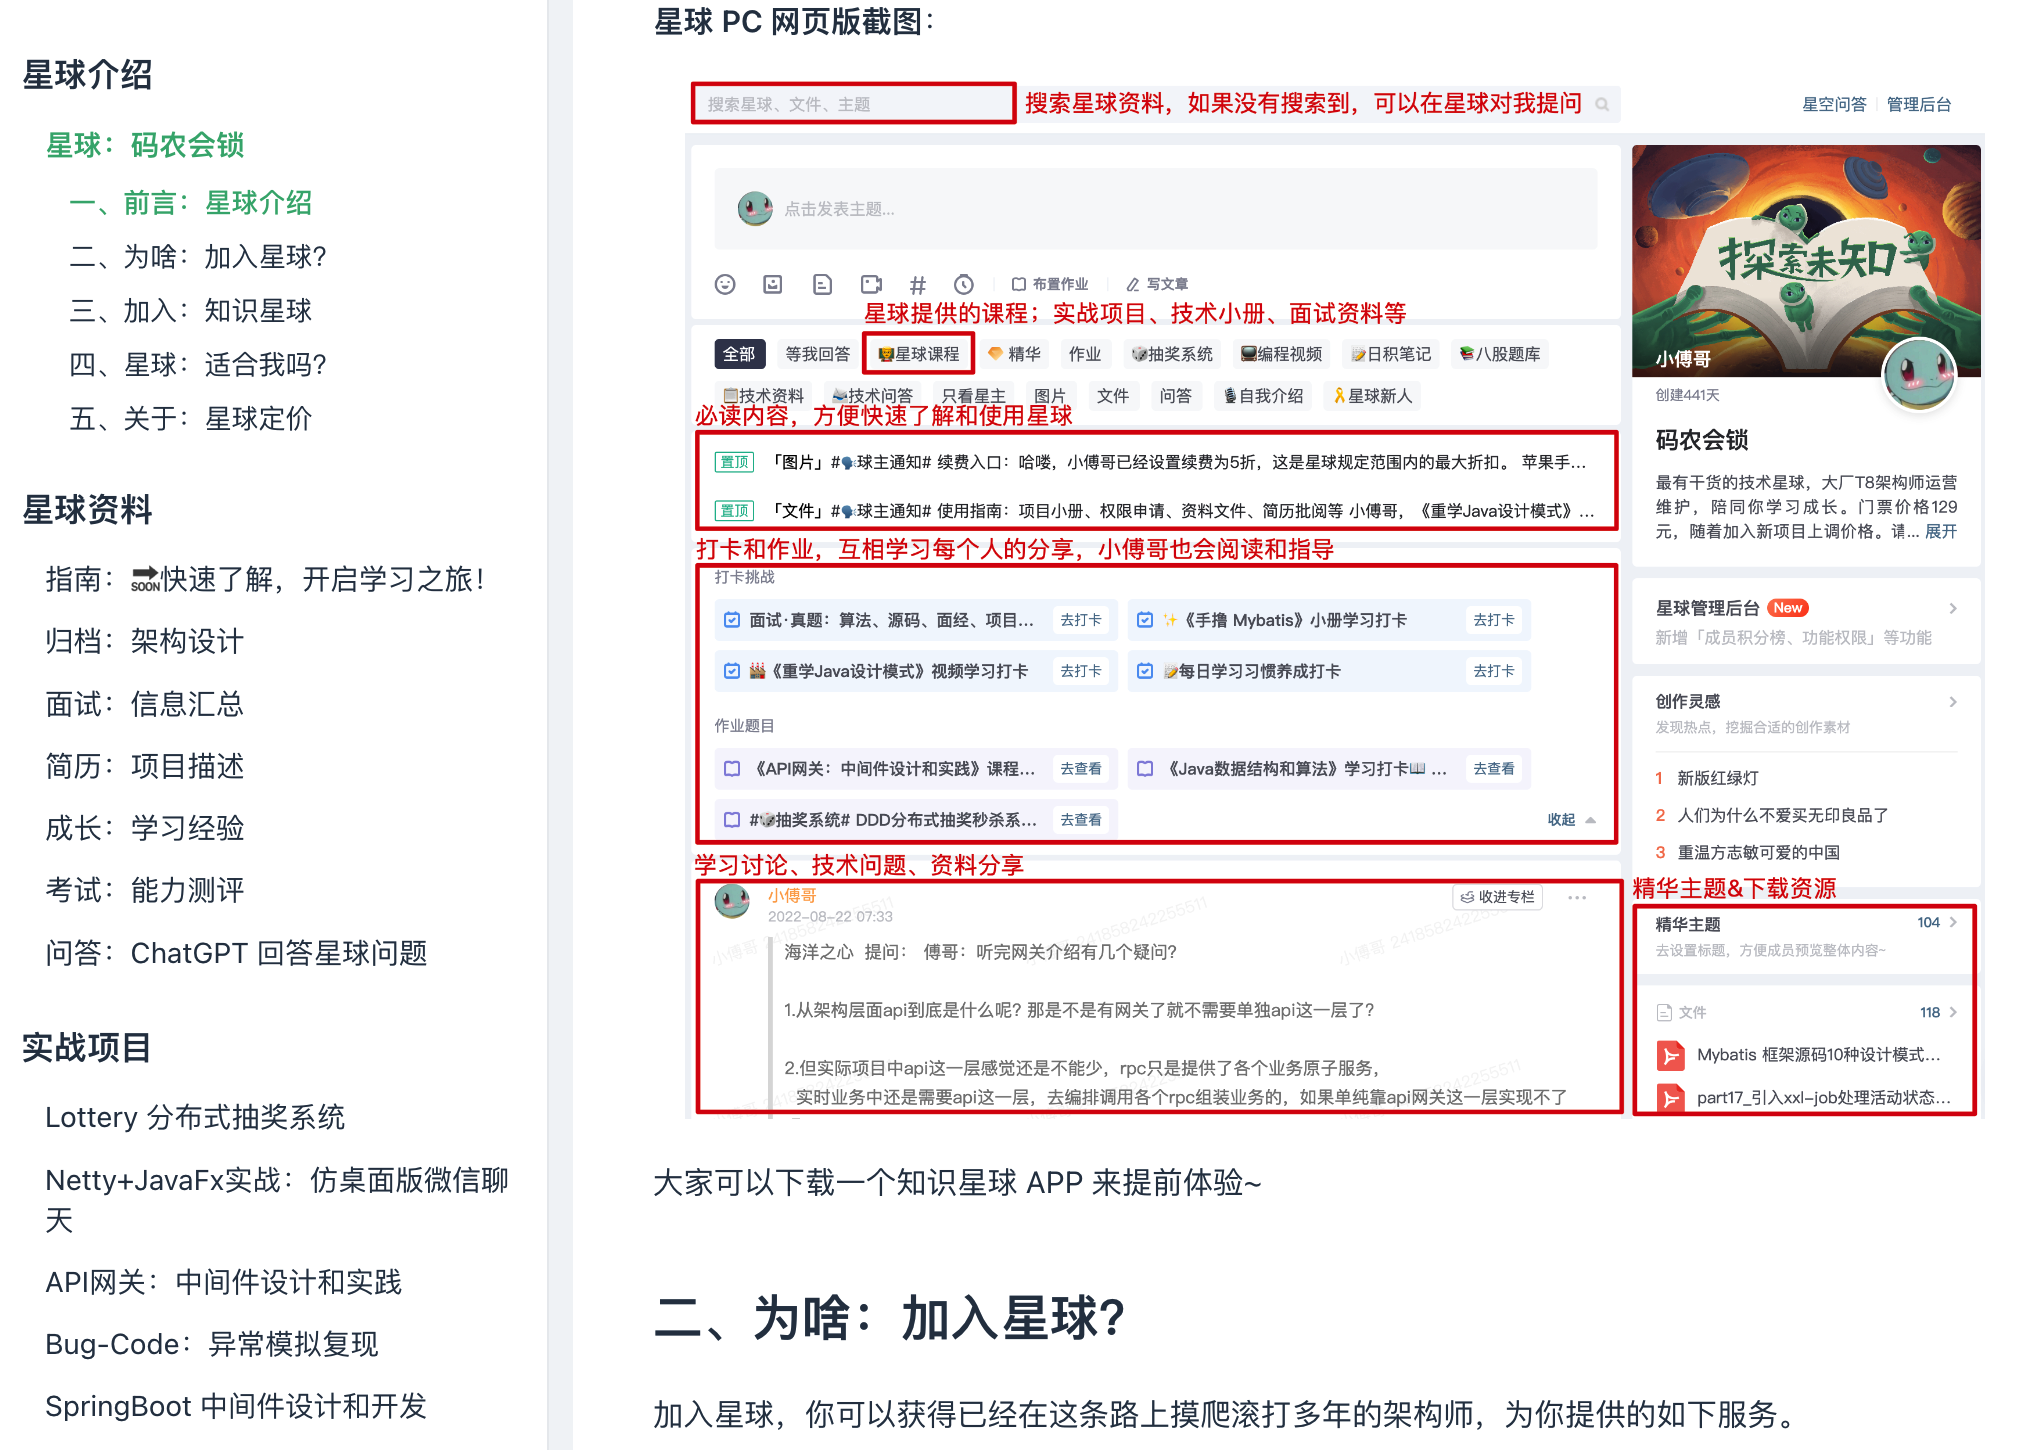 星球介绍
星球：码农会锁
一、前言：星球介绍
二、为啥：加入星球？
三、加入：知识星球
四、星球：适合我吗？
五、关于：星球定价
星球资料
指南：🔜快速了解，开启学习之旅！
归档：架构设计
面试：信息汇总
简历：项目描述
成长：学习经验
考试：能力测评
问答：ChatGPT 回答星球问题
实战项目
Lottery 分布式抽奖系统
Netty+JavaFx实战：仿桌面版微信聊
天
API网关：中间件设计和实践
Bug-Code：异常模拟复现
SpringBoot 中间件设计和开发
星球 PC 网页版截图：
搜索星球、文件、主题
搜索星球资料，如果没有搜索到，可以在星球对我提问
星空问答 管理后台
点击发表主题...
布置作业 写文章
星球提供的课程；实战项目、技术小册、面试资料等
全部 等我回答 星球课程 精华 作业 抽奖系统 编程视频 日积笔记 八股题库
技术资料 技术问答 只看星主 图片 文件 问答 自我介绍 星球新人
必读内容，方便快速了解和使用星球
置顶 「图片」#🗣球主通知# 续费入口：哈喽，小傅哥已经设置续费为5折，这是星球规定范围内的最大折扣。 苹果手...
置顶 「文件」#🗣球主通知# 使用指南：项目小册、权限申请、资料文件、简历批阅等 小傅哥，《重学Java设计模式》...
打卡和作业，互相学习每个人的分享，小傅哥也会阅读和指导
打卡挑战
面试·真题：算法、源码、面经、项目... 去打卡
✨《手撸 Mybatis》小册学习打卡 去打卡
《重学Java设计模式》视频学习打卡 去打卡
每日学习习惯养成打卡 去打卡
作业题目
《API网关：中间件设计和实践》课程... 去查看
《Java数据结构和算法》学习打卡📖 ... 去查看
#🎲抽奖系统# DDD分布式抽奖秒杀系... 去查看
收起
学习讨论、技术问题、资料分享
小傅哥
2022-08-22 07:33
收进专栏
海洋之心 提问： 傅哥：听完网关介绍有几个疑问？
1.从架构层面api到底是什么呢？那是不是有网关了就不需要单独api这一层了？
2.但实际项目中api这一层感觉还是不能少，rpc只是提供了各个业务原子服务，
实时业务中还是需要api这一层，去编排调用各个rpc组装业务的，如果单纯靠api网关这一层实现不了
小傅哥 241858242255511
小傅哥 241858242255511
探索未知
小傅哥
创建441天
码农会锁
最有干货的技术星球，大厂T8架构师运营
维护，陪同你学习成长。门票价格129
元，随着加入新项目上调价格。请... 展开
星球管理后台 New
新增「成员积分榜、功能权限」等功能
创作灵感
发现热点，挖掘合适的创作素材
1 新版红绿灯
2 人们为什么不爱买无印良品了
3 重温方志敏可爱的中国
精华主题&下载资源
精华主题 104
去设置标题，方便成员预览整体内容~
文件 118
Mybatis 框架源码10种设计模式...
part17_引入xxl-job处理活动状态...
大家可以下载一个知识星球 APP 来提前体验~
二、为啥：加入星球？
加入星球，你可以获得已经在这条路上摸爬滚打多年的架构师，为你提供的如下服务。